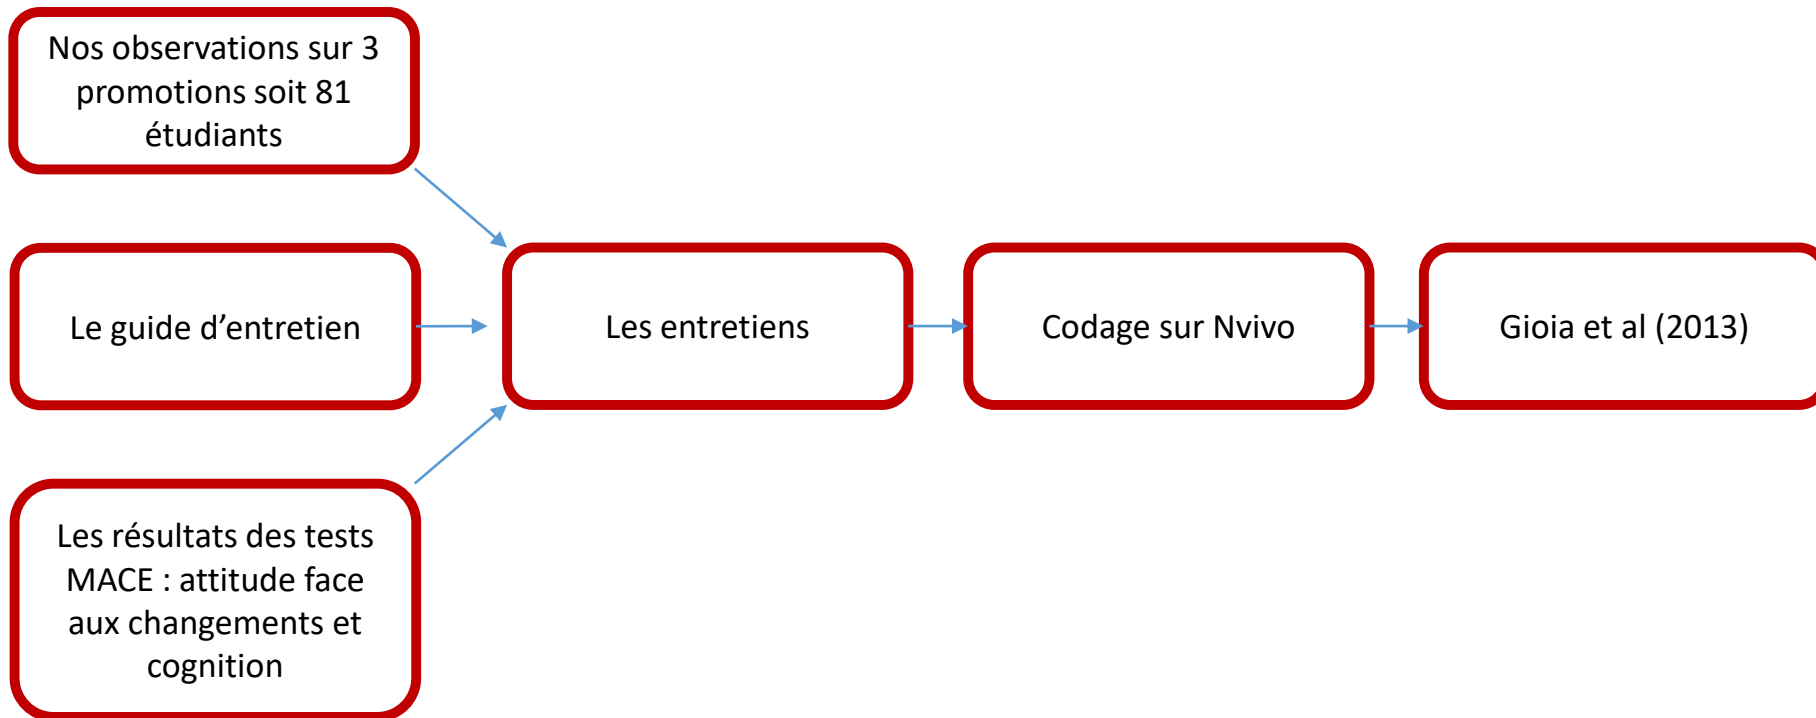 Nos observations sur 3
promotions soit 81
étudiants
Le guide d’entretien
Les entretiens
Codage sur Nvivo
Gioia et al (2013)
Les résultats des tests
MACE : attitude face
aux changements et
cognition